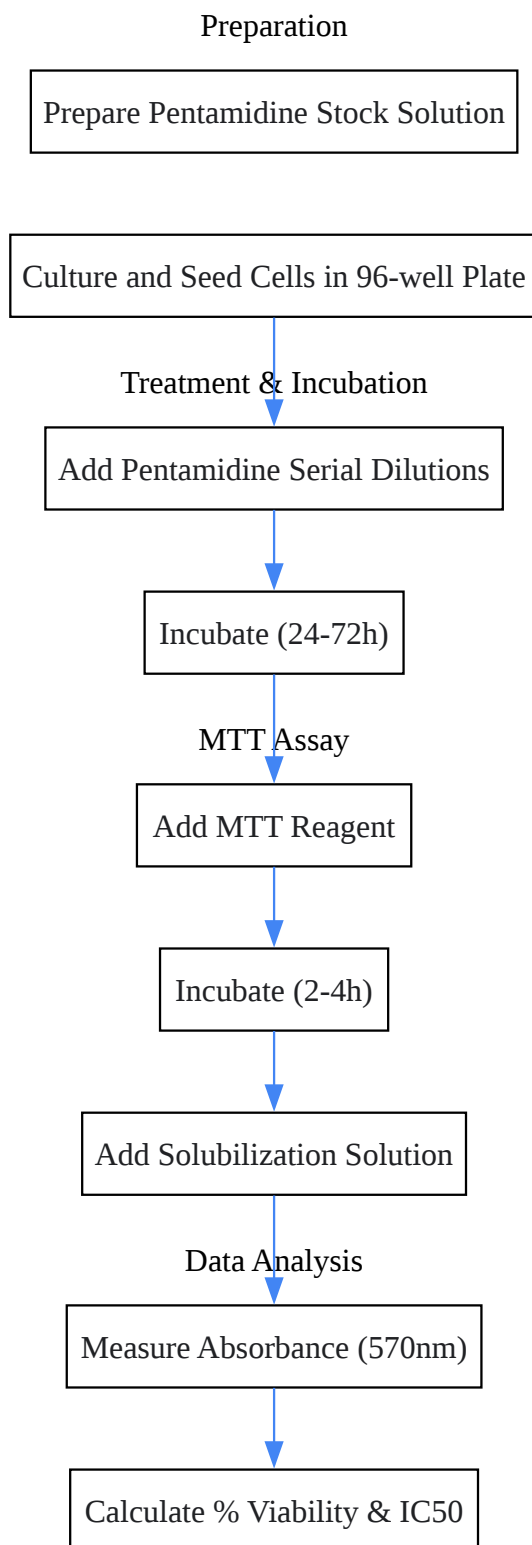 Preparation
Prepare Pentamidine Stock Solution
Culture and Seed Cells in 96-well Plate
Treatment & Incubation
Add Pentamidine Serial Dilutions
Incubate (24-72h)
MTT Assay
Add MTT Reagent
Incubate (2-4h)
Add Solubilization Solution
Data Analysis
Measure Absorbance (570nm)
Calculate % Viability & IC50